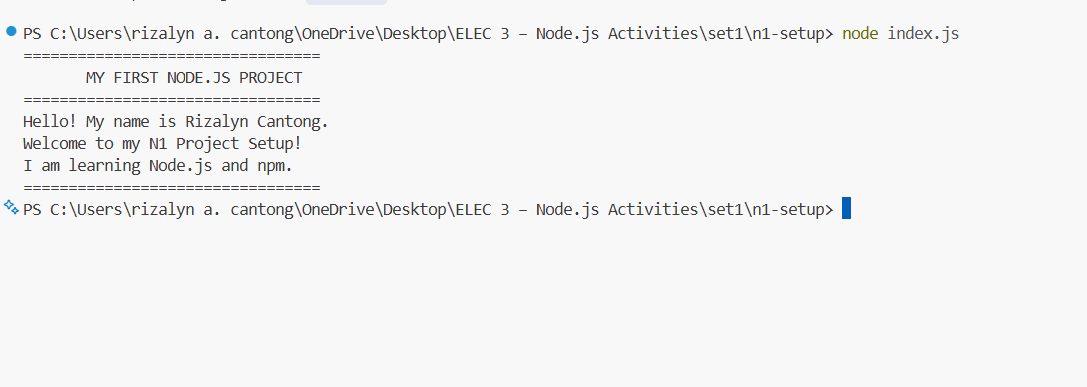 PS C:\Users\rizalyn a. cantong\OneDrive\Desktop\ELEC 3 – Node.js Activities\set1\n1-setup> node index.js
=================================
       MY FIRST NODE.JS PROJECT
=================================
Hello! My name is Rizalyn Cantong.
Welcome to my N1 Project Setup!
I am learning Node.js and npm.
=================================
PS C:\Users\rizalyn a. cantong\OneDrive\Desktop\ELEC 3 – Node.js Activities\set1\n1-setup>